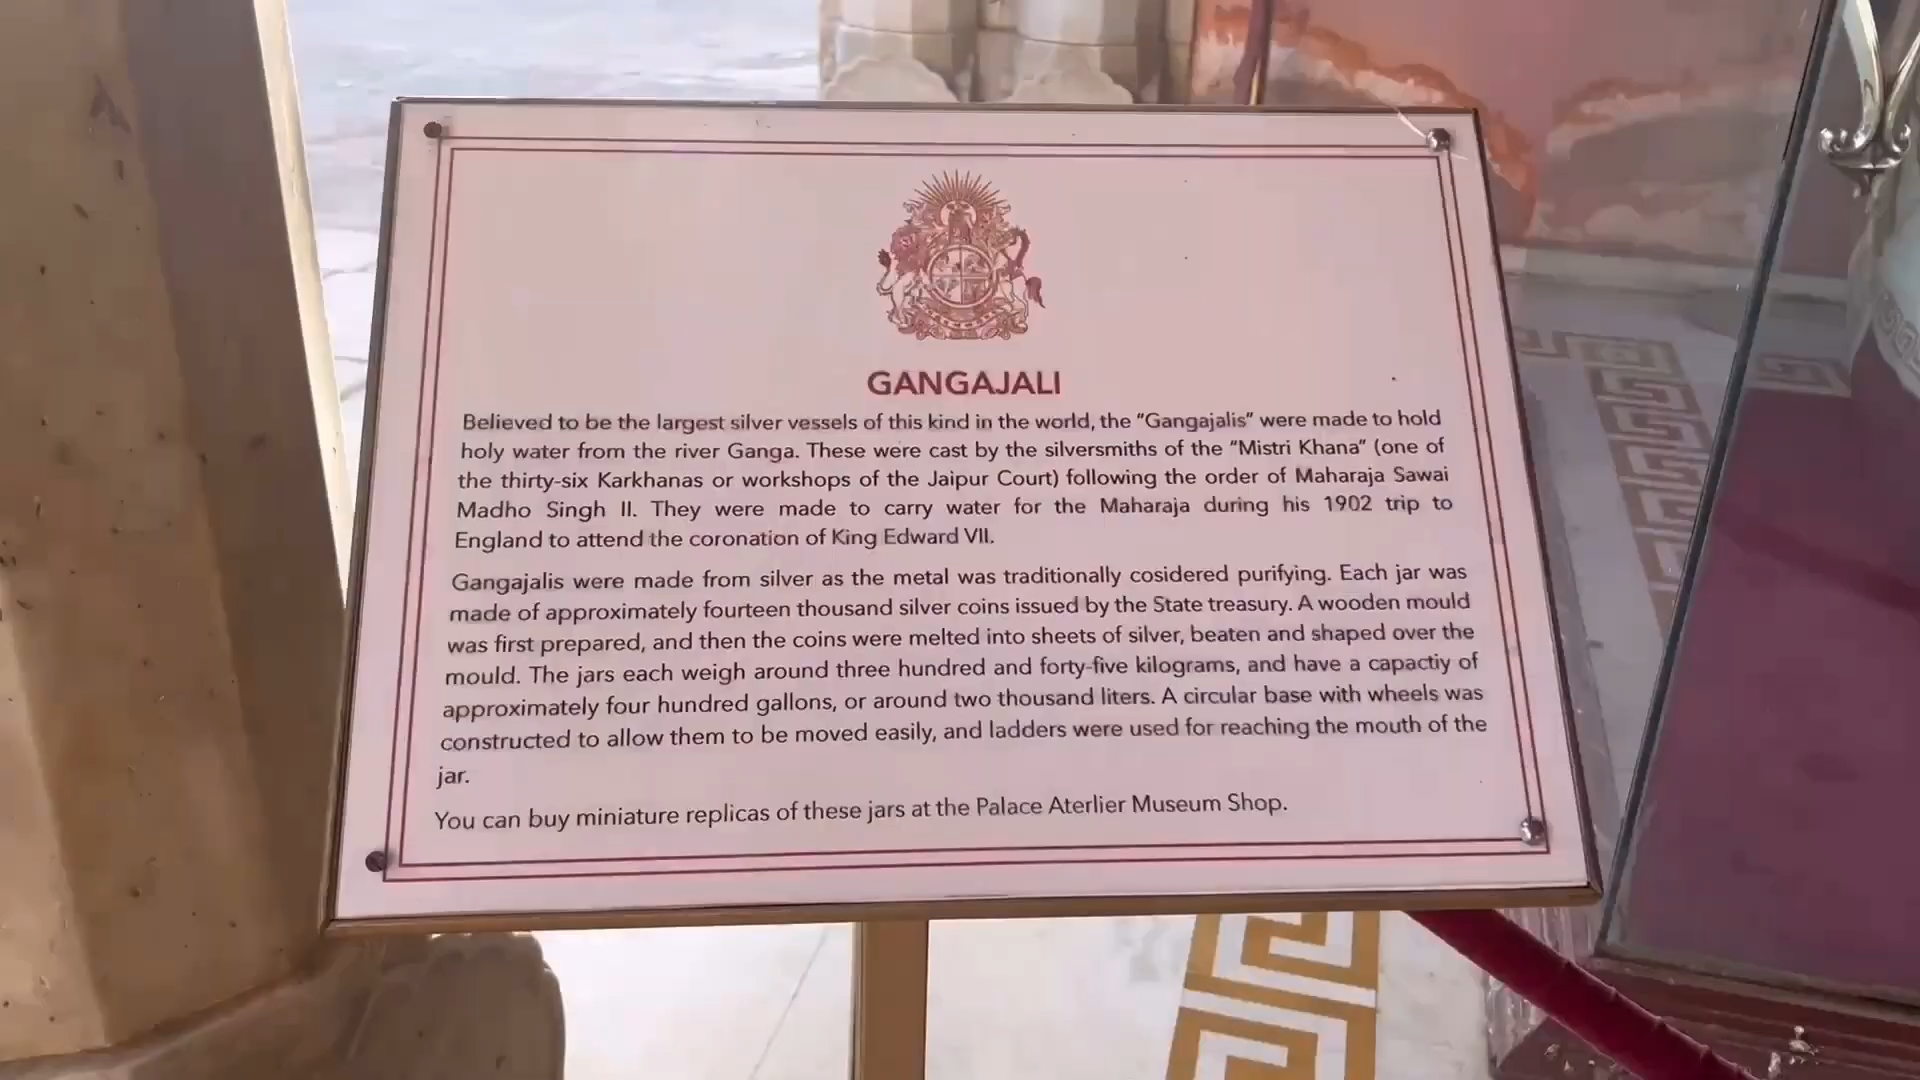 GANGAJALI
Believed to be the largest silver vessels of this kind in the world, the "Gangajalis" were made to hold
holy water from the river Ganga. These were cast by the silversmiths of the "Mistri Khana" (one of
the thirty-six Karkhanas or workshops of the Jaipur Court) following the order of Maharaja Sawai
Madho Singh II. They were made to carry water for the Maharaja during his 1902 trip to
England to attend the coronation of King Edward VII.
Gangajalis were made from silver as the metal was traditionally cosidered purifying. Each jar was
made of approximately fourteen thousand silver coins issued by the State treasury. A wooden mould
was first prepared, and then the coins were melted into sheets of silver, beaten and shaped over the
mould. The jars each weigh around three hundred and forty-five kilograms, and have a capactiy of
approximately four hundred gallons, or around two thousand liters. A circular base with wheels was
constructed to allow them to be moved easily, and ladders were used for reaching the mouth of the
jar.
You can buy miniature replicas of these jars at the Palace Aterlier Museum Shop.